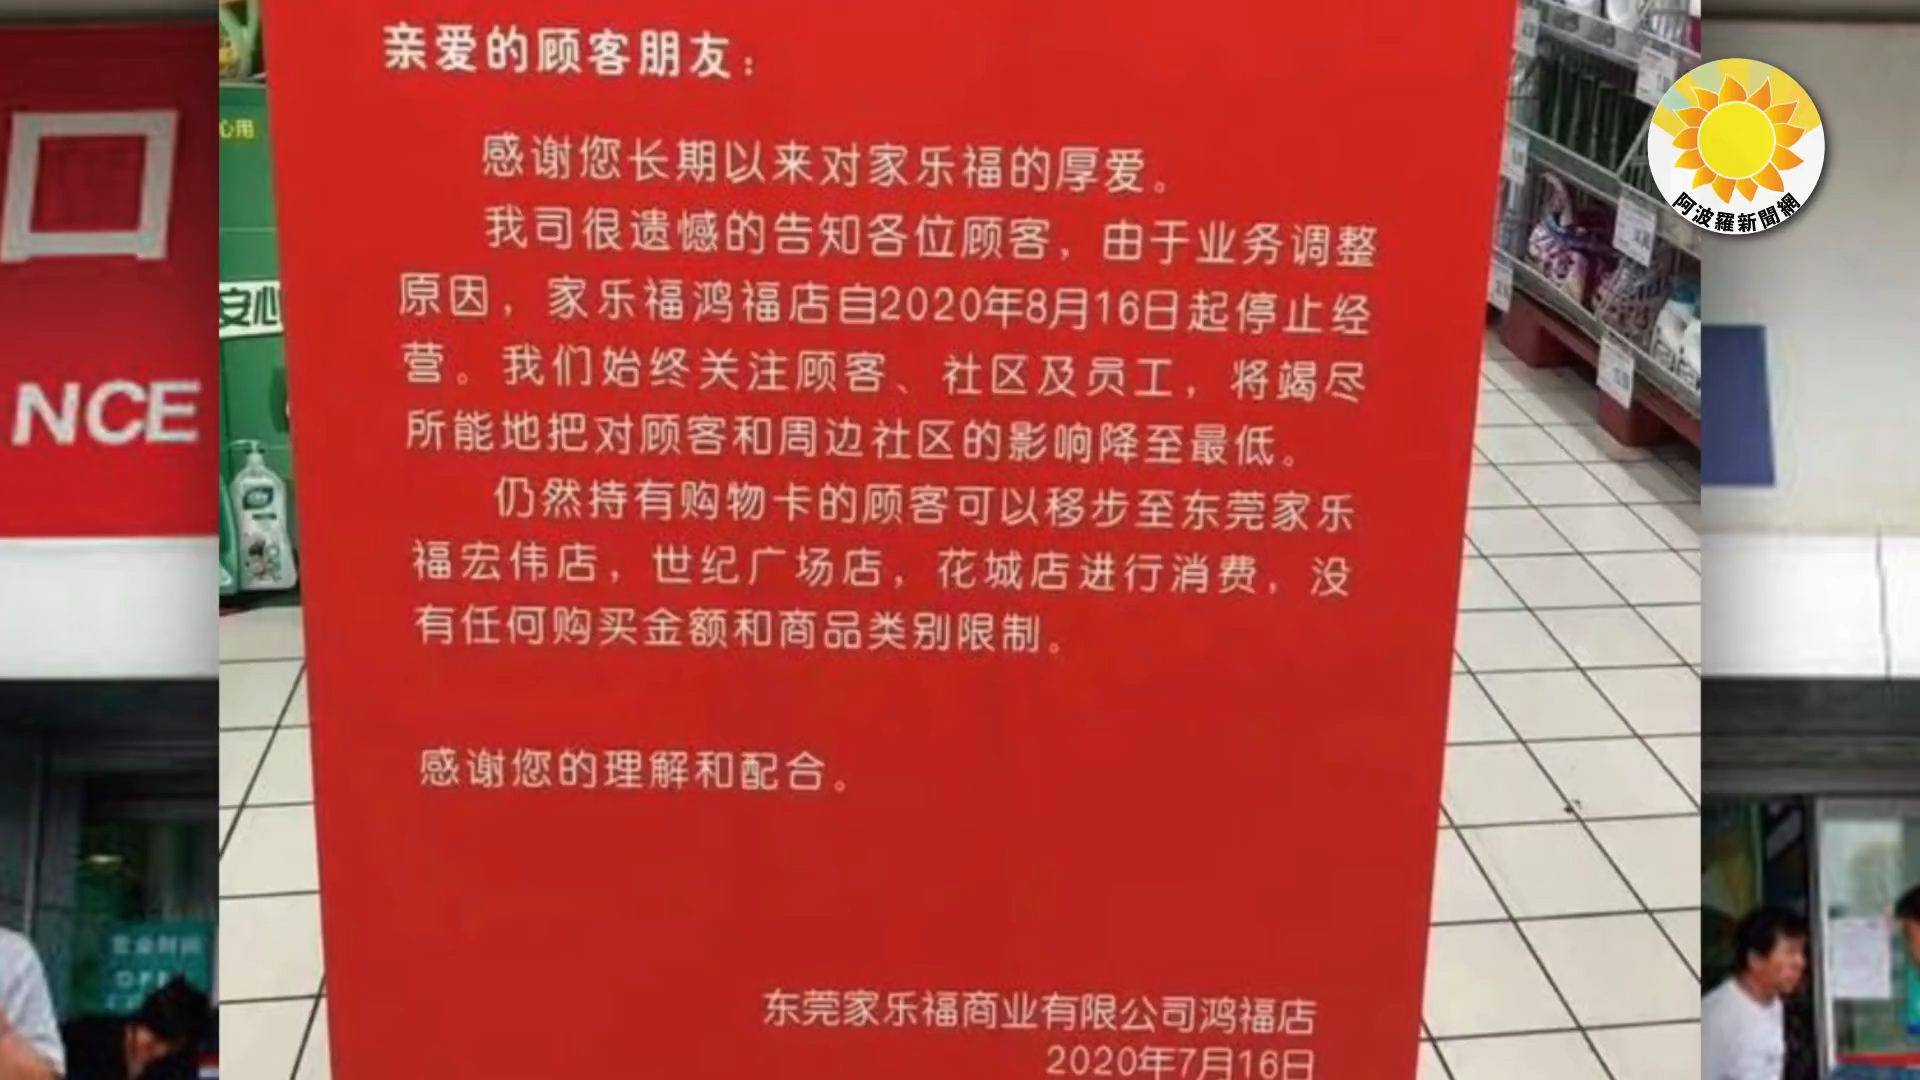 亲爱的顾客朋友：
感谢您长期以来对家乐福的厚爱。
我司很遗憾的告知各位顾客，由于业务调整
原因，家乐福鸿福店自2020年8月16日起停止经
营。我们始终关注顾客、社区及员工，将竭尽
所能地把对顾客和周边社区的影响降至最低。
仍然持有购物卡的顾客可以移步至东莞家乐
福宏伟店，世纪广场店，花城店进行消费，没
有任何购买金额和商品类别限制。
感谢您的理解和配合。
东莞家乐福商业有限公司鸿福店
2020年7月16日
阿波羅新聞網
口
NCE
心用
安心
营业时间
OPE